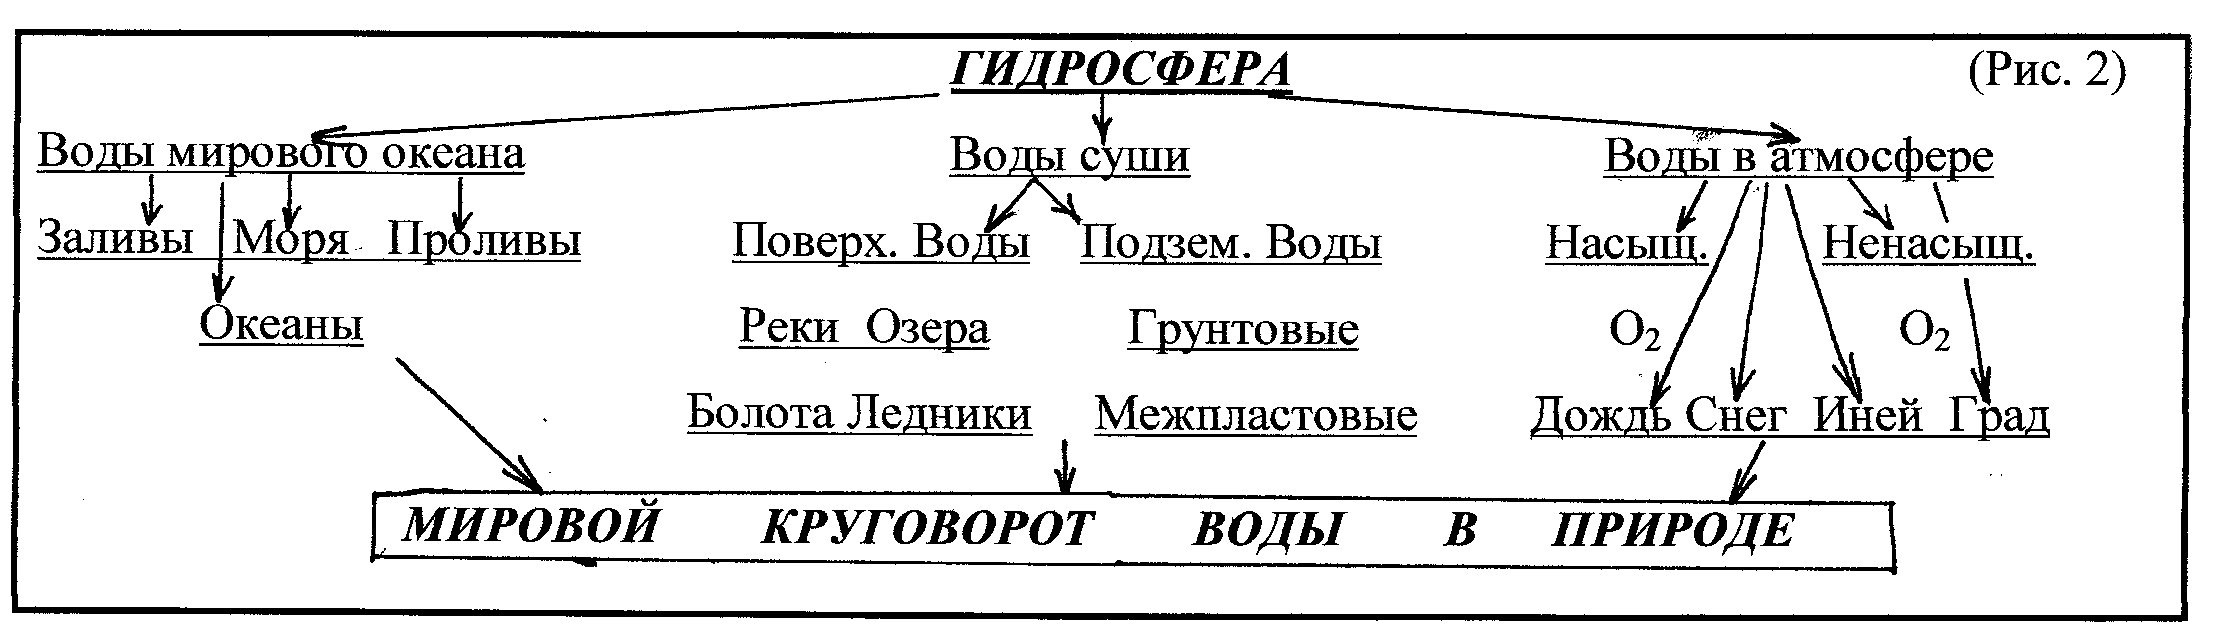 ГИДРОСФЕРА (Рис. 2)
Воды мирового океана Воды суши Воды в атмосфере
Заливы Моря Проливы Поверх. Воды Подзем. Воды Насыщ. Ненасыщ.
Океаны Реки Озера Грунтовые O₂ O₂
Болота Ледники Межпластовые Дождь Снег Иней Град
МИРОВОЙ КРУГОВОРОТ ВОДЫ В ПРИРОДЕ